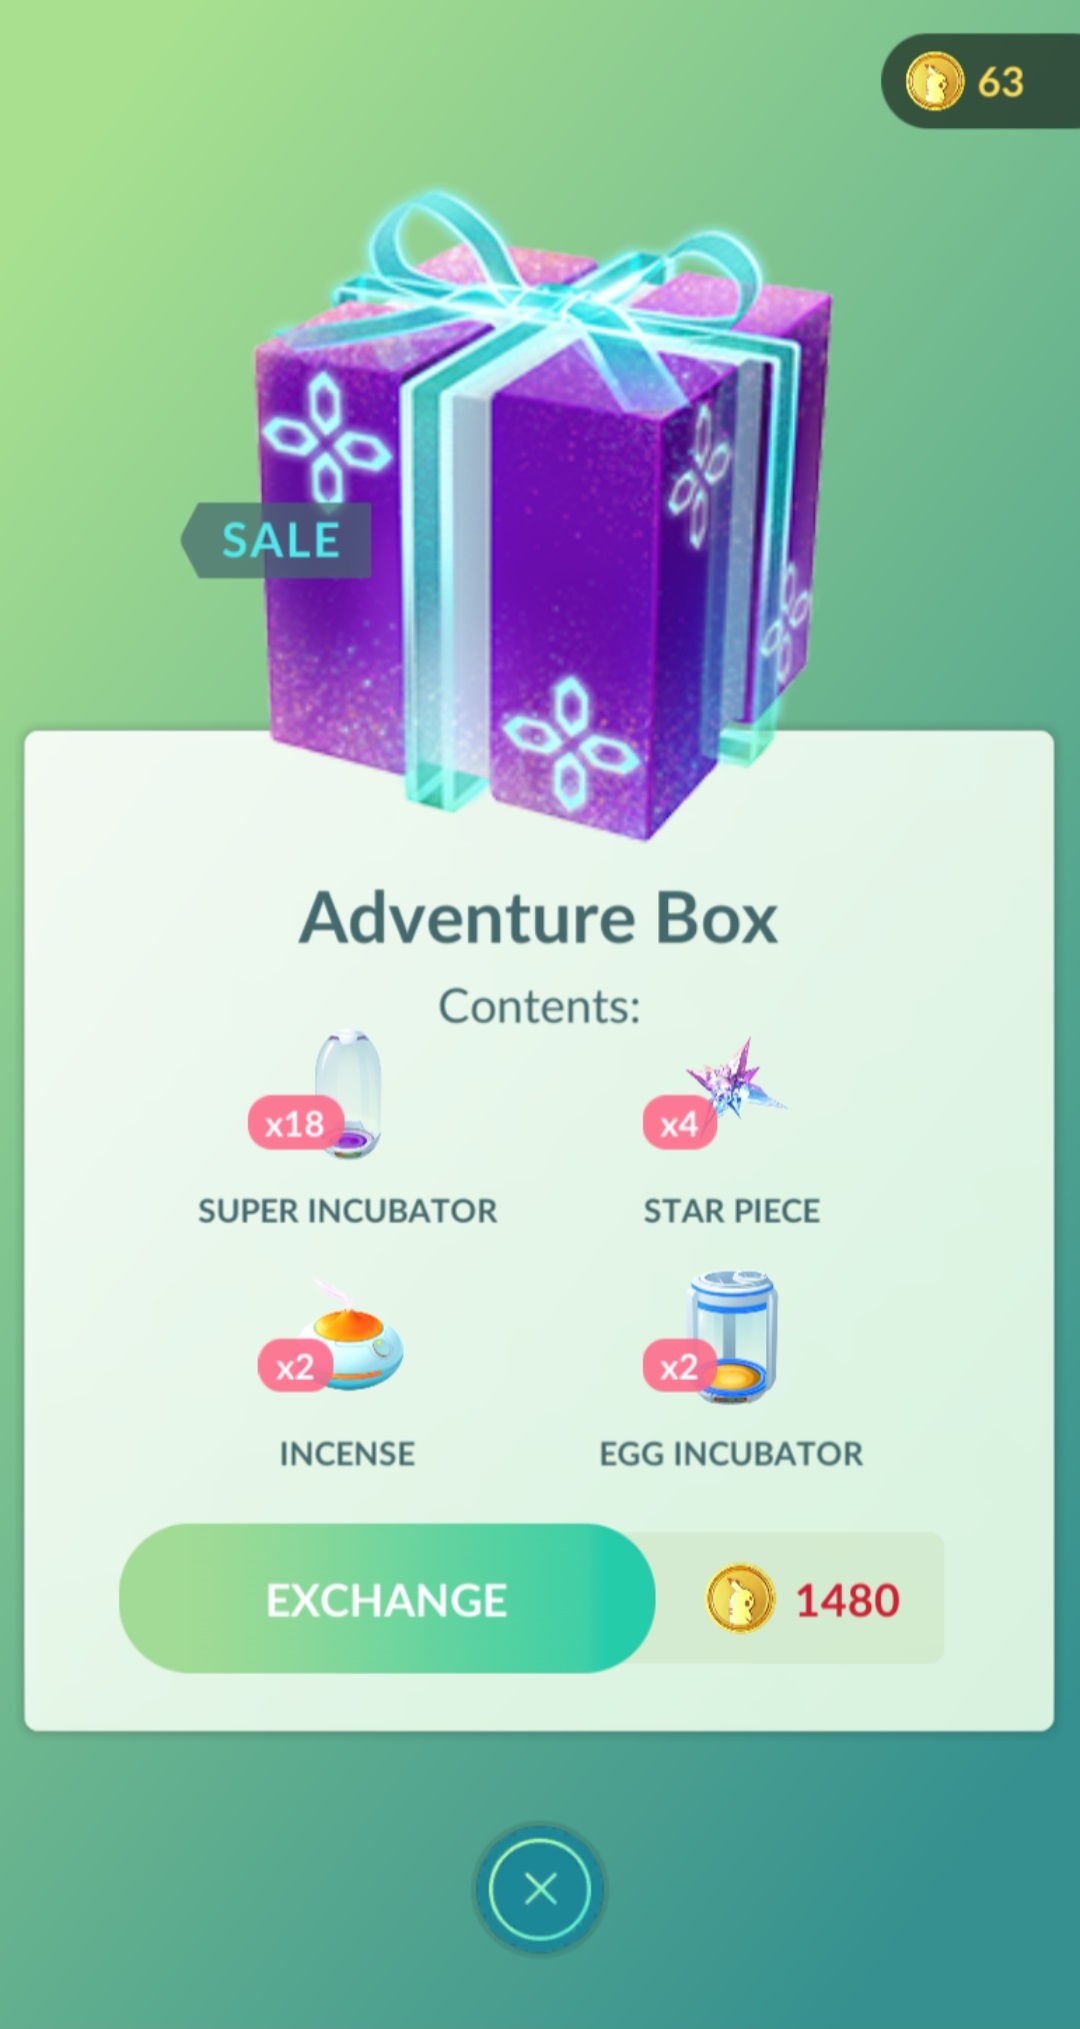 63
SALE
Adventure Box
Contents:
x18
SUPER INCUBATOR
x4
STAR PIECE
x2
INCENSE
x2
EGG INCUBATOR
EXCHANGE
1480